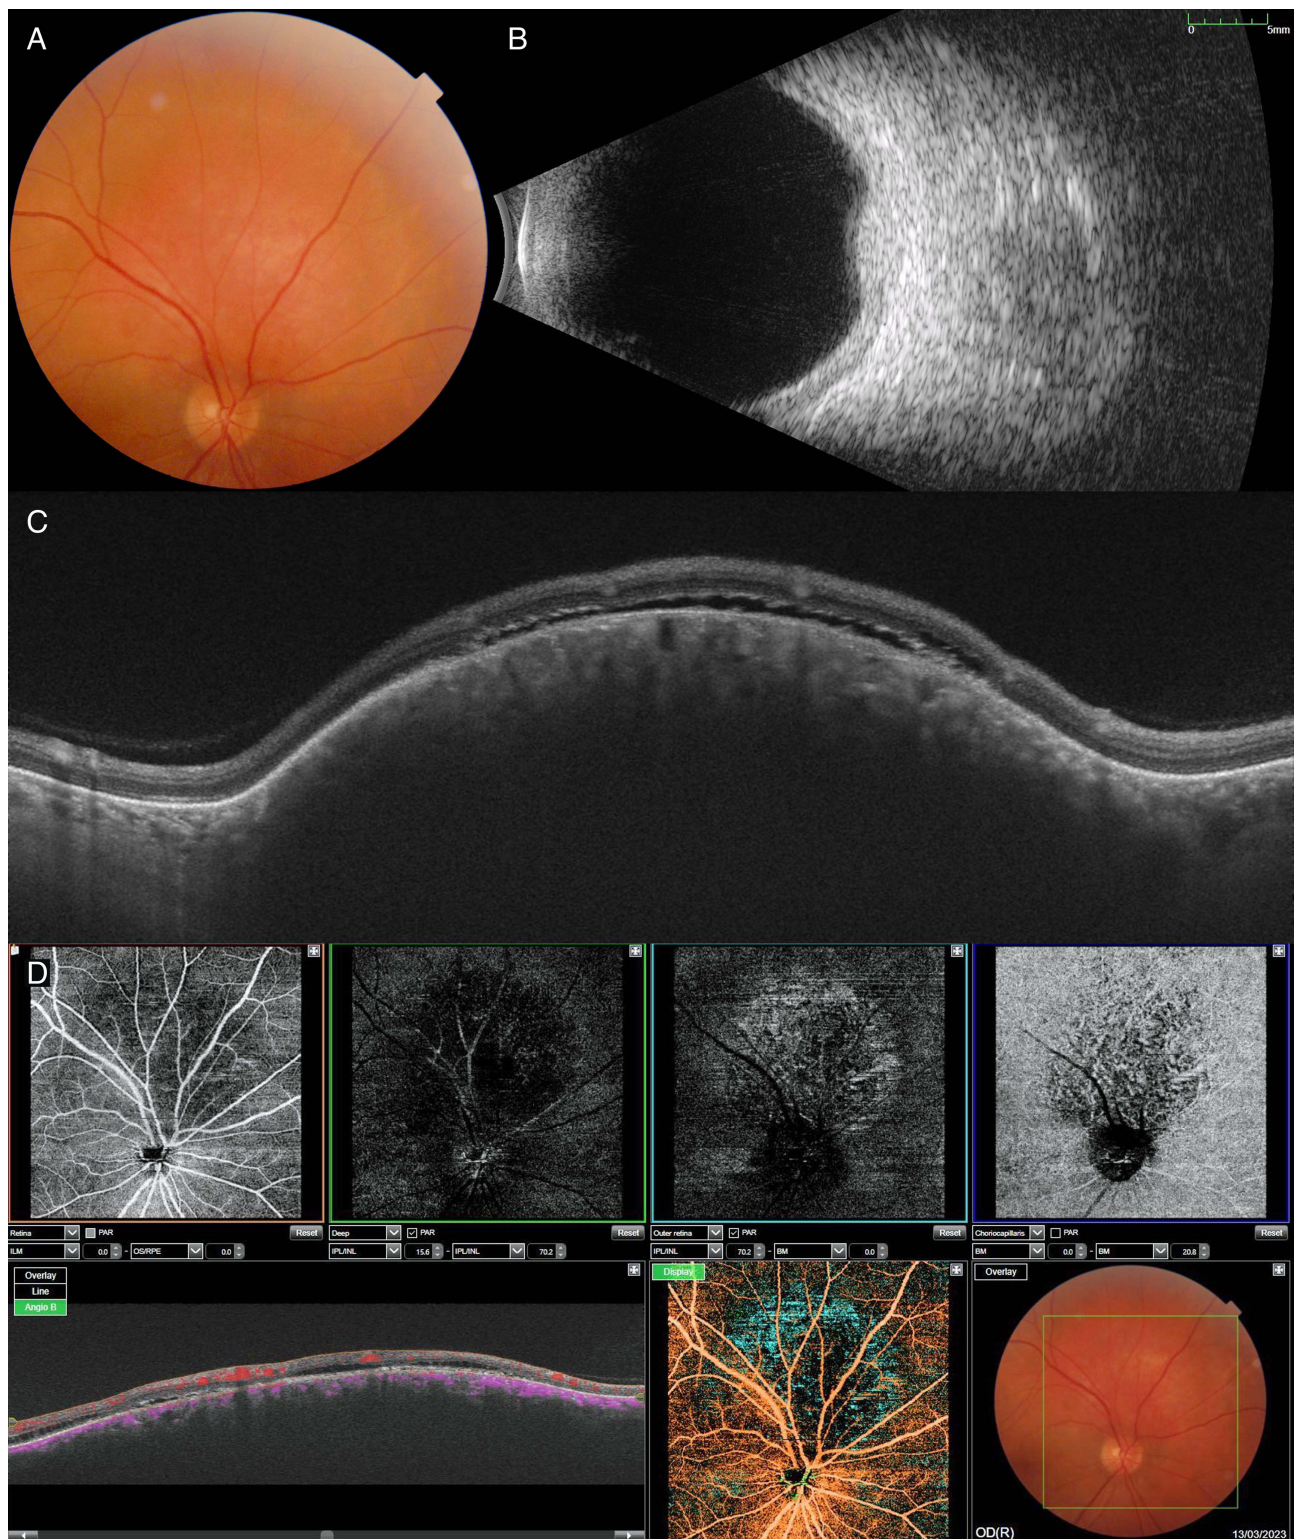 A
B
0 5mm
C
D
Retina PAR Reset
ILM 0.0 - OS/RPE 0.0
Deep PAR Reset
IPL/INL 15.6 - IPL/INL 70.2
Outer retina PAR Reset
IPL/INL 70.2 - BM 0.0
Choriocapillaris PAR Reset
BM 0.0 - BM 20.8
Overlay
Line
Angio B
Display
Overlay
OD(R) 13/03/2023